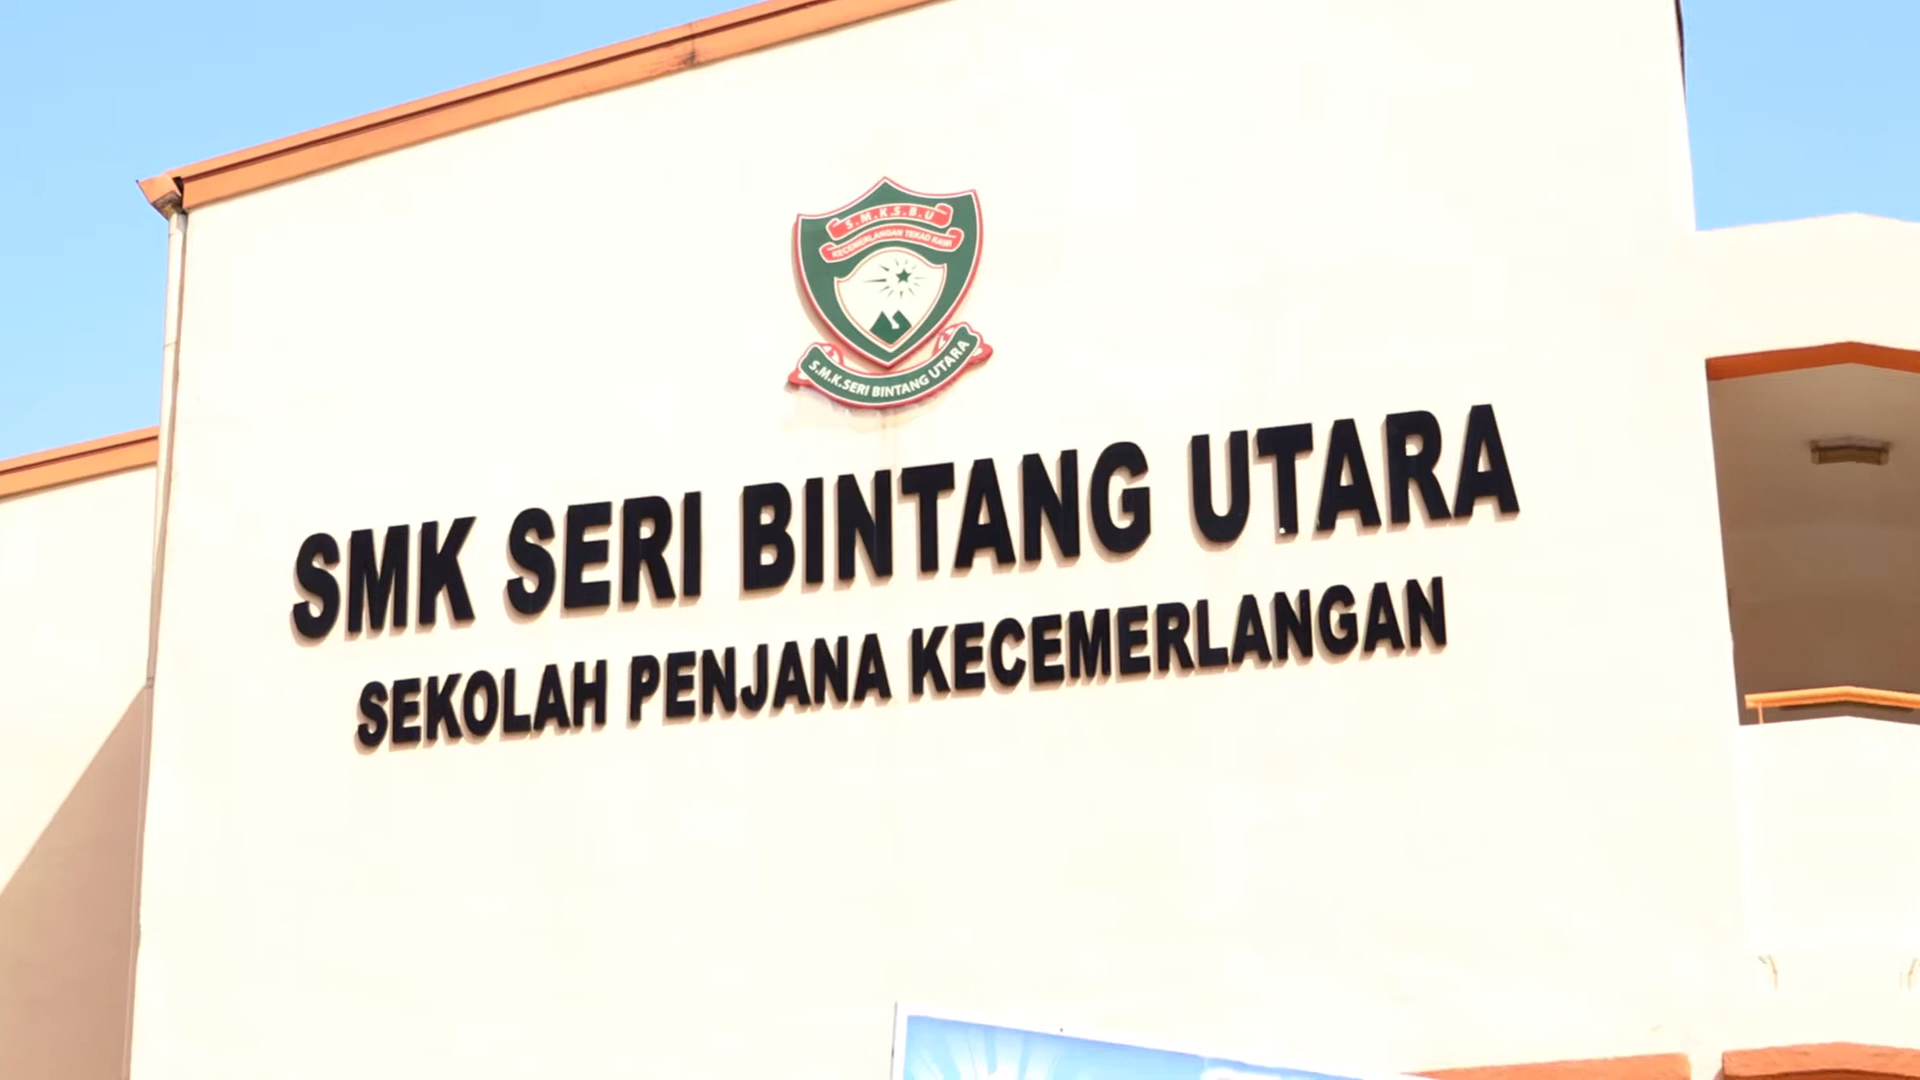 S.M.K.S.B.U
KECEMERLANGAN TEKAD KAMI
S.M.K.SERI BINTANG UTARA
SMK SERI BINTANG UTARA
SEKOLAH PENJANA KECEMERLANGAN